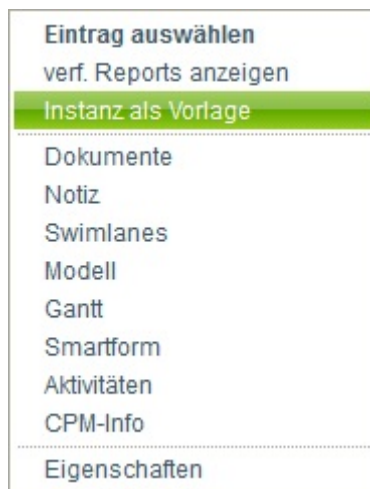 Eintrag auswählen
verf. Reports anzeigen
Instanz als Vorlage
Dokumente
Notiz
Swimlanes
Modell
Gantt
Smartform
Aktivitäten
CPM-Info
Eigenschaften